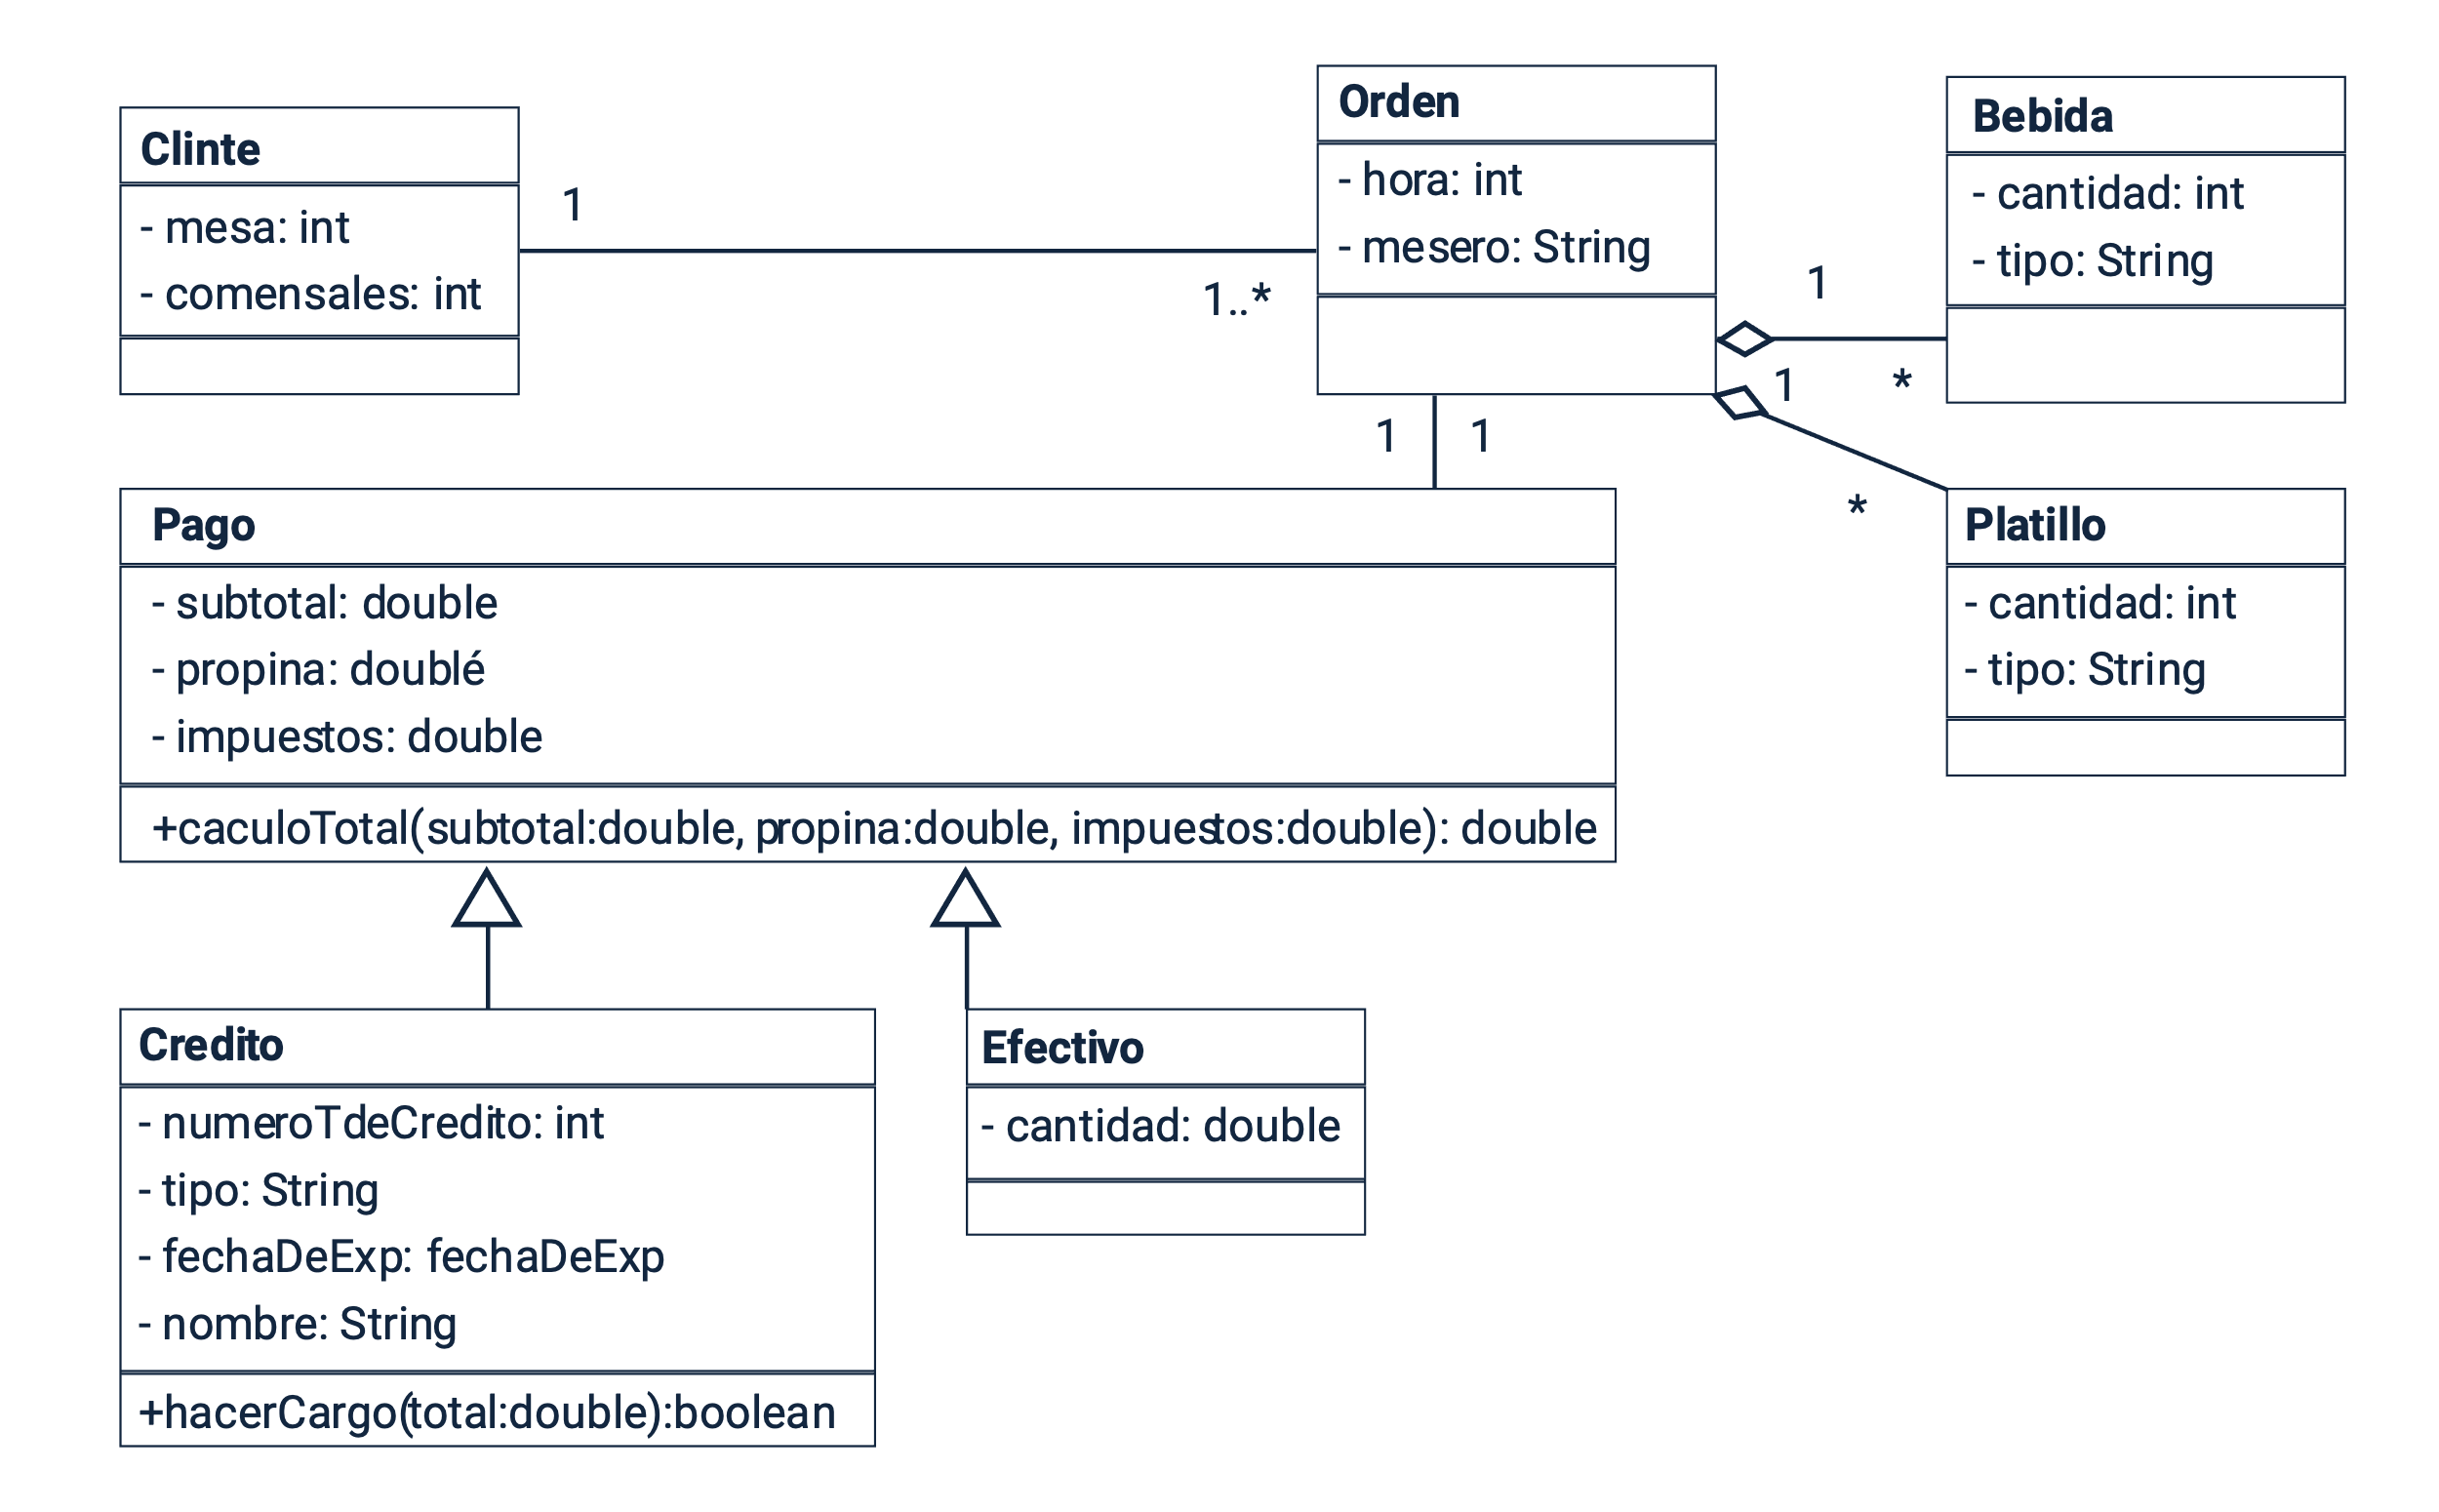 Clinte
- mesa: int
- comensales: int
1
1..*
Orden
- hora: int
- mesero: String
Bebida
- cantidad: int
- tipo: String
1
*
1
*
1
1
Platillo
- cantidad: int
- tipo: String
Pago
- subtotal: double
- propina: doublé
- impuestos: double
+caculoTotal(subtotal:double, propina:double, impuestos:double): double
Credito
- numeroTdeCredito: int
- tipo: String
- fechaDeExp: fechaDeExp
- nombre: String
+hacerCargo(total:double):boolean
Efectivo
- cantidad: double